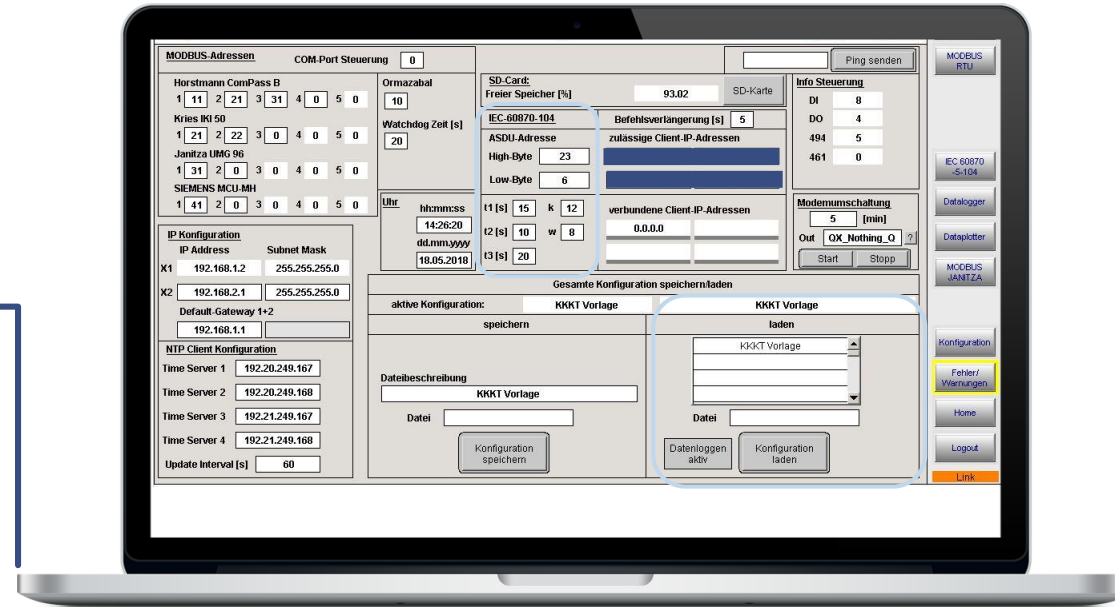 MODBUS-Adressen
COM-Port Steuerung 0
Horstmann ComPass B
1 11 2 21 3 31 4 0 5 0
Kries IKI 50
1 21 2 22 3 0 4 0 5 0
Janitza UMG 96
1 31 2 0 3 0 4 0 5 0
SIEMENS MCU-MH
1 41 2 0 3 0 4 0 5 0
Ormazabal
10
Watchdog Zeit [s]
20
Ping senden
SD-Card:
Freier Speicher [%] 93.02 SD-Karte
IEC-60870-104
Befehlsverlängerung [s] 5
ASDU-Adresse
High-Byte 23
Low-Byte 6
zulässige Client-IP-Adressen
t1 [s] 15 k 12
t2 [s] 10 w 8
t3 [s] 20
verbundene Client-IP-Adressen
0.0.0.0
Info Steuerung
DI 8
DO 4
494 5
461 0
Uhr
hh:mm:ss
14:26:20
dd.mm.yyyy
18.05.2018
Modemumschaltung
5 [min]
Out QX_Nothing_Q ?
Start Stopp
IP Konfiguration
IP Address Subnet Mask
X1 192.168.1.2 255.255.255.0
X2 192.168.2.1 255.255.255.0
Default-Gateway 1+2
192.168.1.1
NTP Client Konfiguration
Time Server 1 192.20.249.167
Time Server 2 192.20.249.168
Time Server 3 192.21.249.167
Time Server 4 192.21.249.168
Update Interval [s] 60
Gesamte Konfiguration speichern/laden
aktive Konfiguration: KKKT Vorlage KKKT Vorlage
speichern
Dateibeschreibung
KKKT Vorlage
Datei
Konfiguration
speichern
laden
KKKT Vorlage
Datei
Datenloggen
aktiv
Konfiguration
laden
MODBUS
RTU
IEC 60870
-5-104
Datalogger
Dataplotter
MODBUS
JANITZA
Konfiguration
Fehler/
Warnungen
Home
Logout
Link